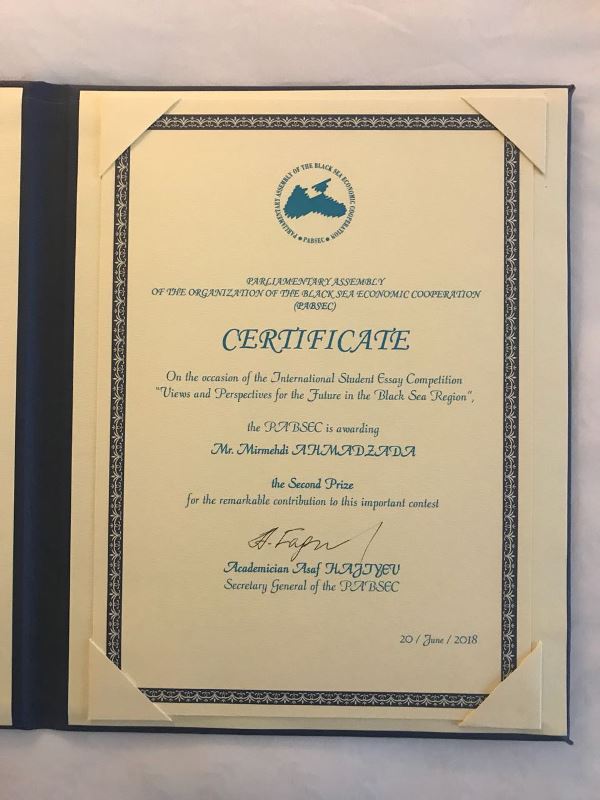 PARLIAMENTARY ASSEMBLY OF THE BLACK SEA ECONOMIC COOPERATION
• PABSEC •
PARLIAMENTARY ASSEMBLY
OF THE ORGANIZATION OF THE BLACK SEA ECONOMIC COOPERATION
(PABSEC)
CERTIFICATE
On the occasion of the International Student Essay Competition
"Views and Perspectives for the Future in the Black Sea Region",
the PABSEC is awarding
Mr. Mirmehdi AHMADZADA
the Second Prize
for the remarkable contribution to this important contest
Academician Asaf HAJIYEV
Secretary General of the PABSEC
20 / June / 2018